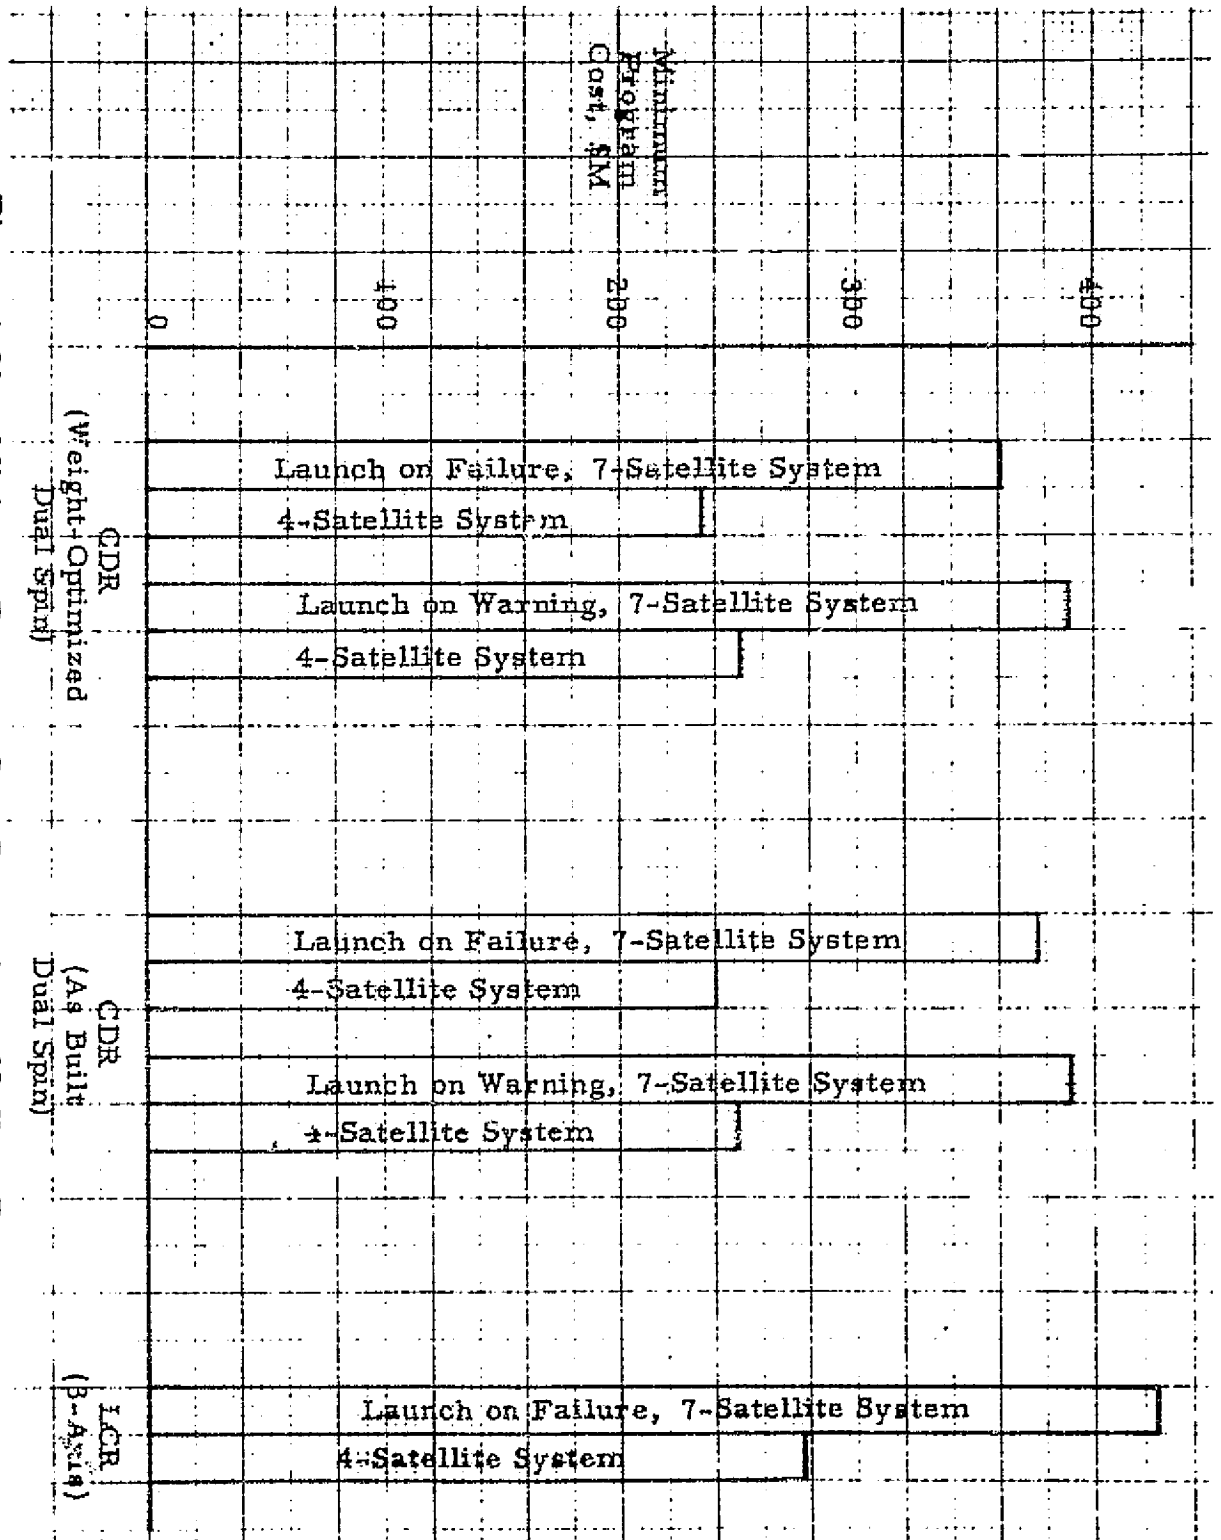 Minimum
Program
Cost, $M
0
100
200
300
400
Launch on Failure, 7-Satellite System
4-Satellite System
Launch on Warning, 7-Satellite System
4-Satellite System
CDR
(Weight-Optimized
Dual Spin)
Launch on Failure, 7-Satellite System
4-Satellite System
Launch on Warning, 7-Satellite System
4-Satellite System
CDR
(As Built
Dual Spin)
Launch on Failure, 7-Satellite System
4-Satellite System
LCR
(3-Axis)